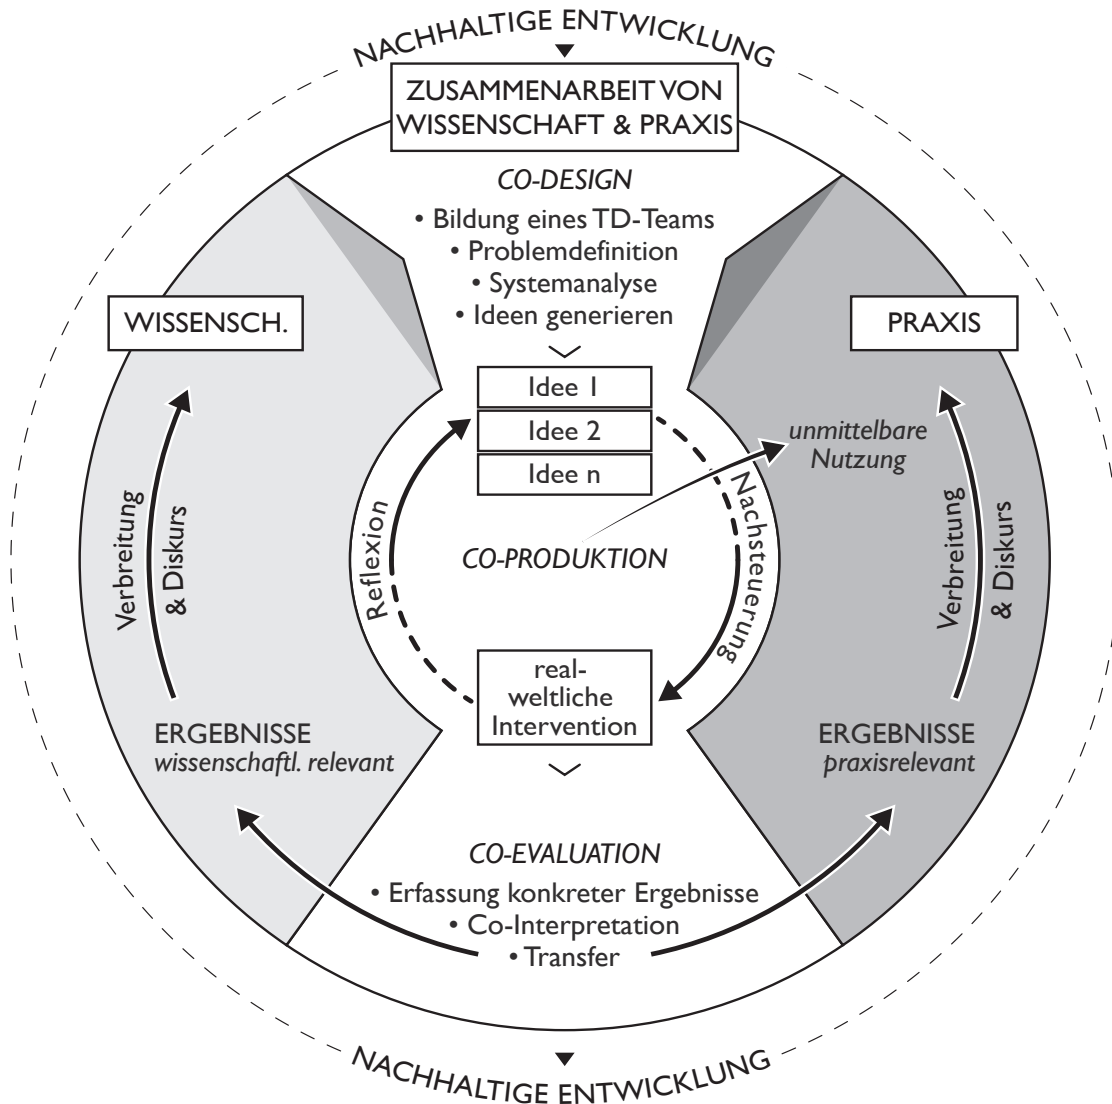 NACHHALTIGE ENTWICKLUNG
ZUSAMMENARBEIT VON
WISSENSCHAFT & PRAXIS
CO-DESIGN
• Bildung eines TD-Teams
• Problemdefinition
• Systemanalyse
• Ideen generieren
WISSENSCH.
PRAXIS
Idee 1
Idee 2
Idee n
unmittelbare
Nutzung
Verbreitung
& Diskurs
Reflexion
CO-PRODUKTION
Nachsteuerung
Verbreitung
& Diskurs
real-
weltliche
Intervention
ERGEBNISSE
wissenschaftl. relevant
ERGEBNISSE
praxisrelevant
CO-EVALUATION
• Erfassung konkreter Ergebnisse
• Co-Interpretation
• Transfer
NACHHALTIGE ENTWICKLUNG